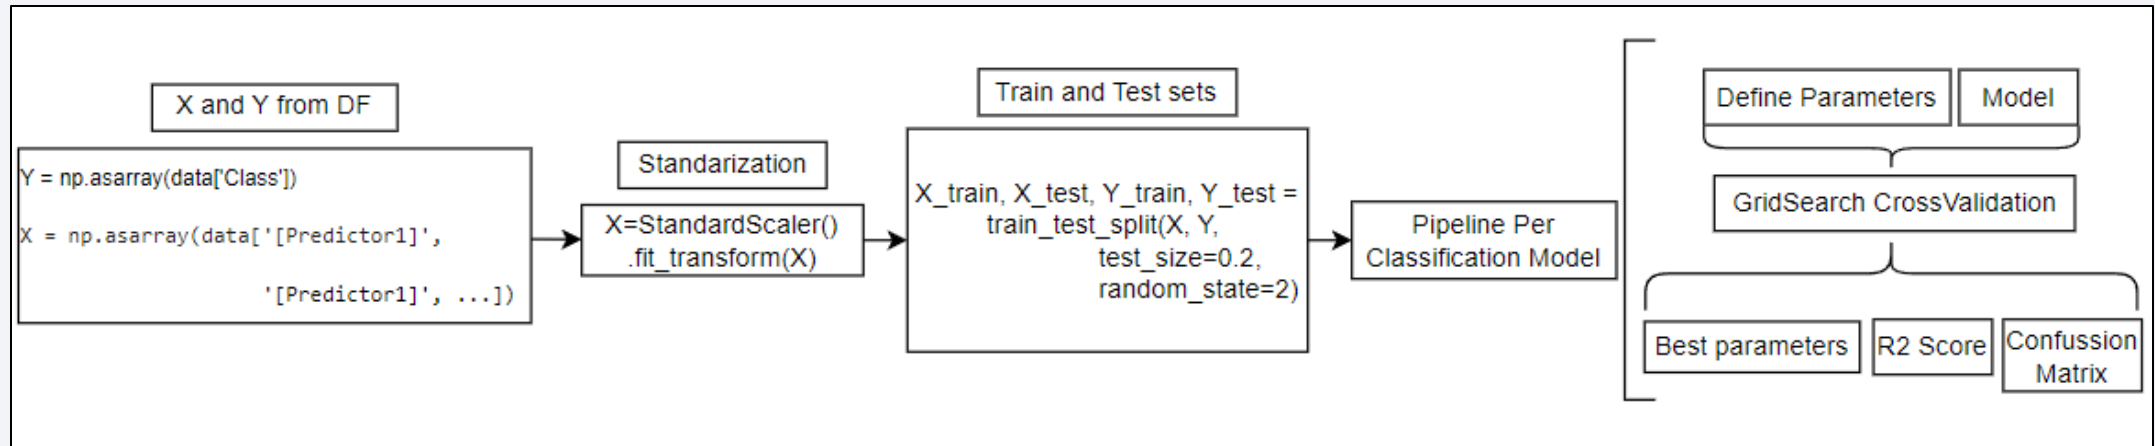 X and Y from DF
Y = np.asarray(data['Class'])
X = np.asarray(data['[Predictor1]',
'[Predictor1]', ...])
Standarization
X=StandardScaler()
.fit_transform(X)
Train and Test sets
X_train, X_test, Y_train, Y_test =
train_test_split(X, Y,
test_size=0.2,
random_state=2)
Pipeline Per
Classification Model
Define Parameters
Model
GridSearch CrossValidation
Best parameters
R2 Score
Confussion
Matrix